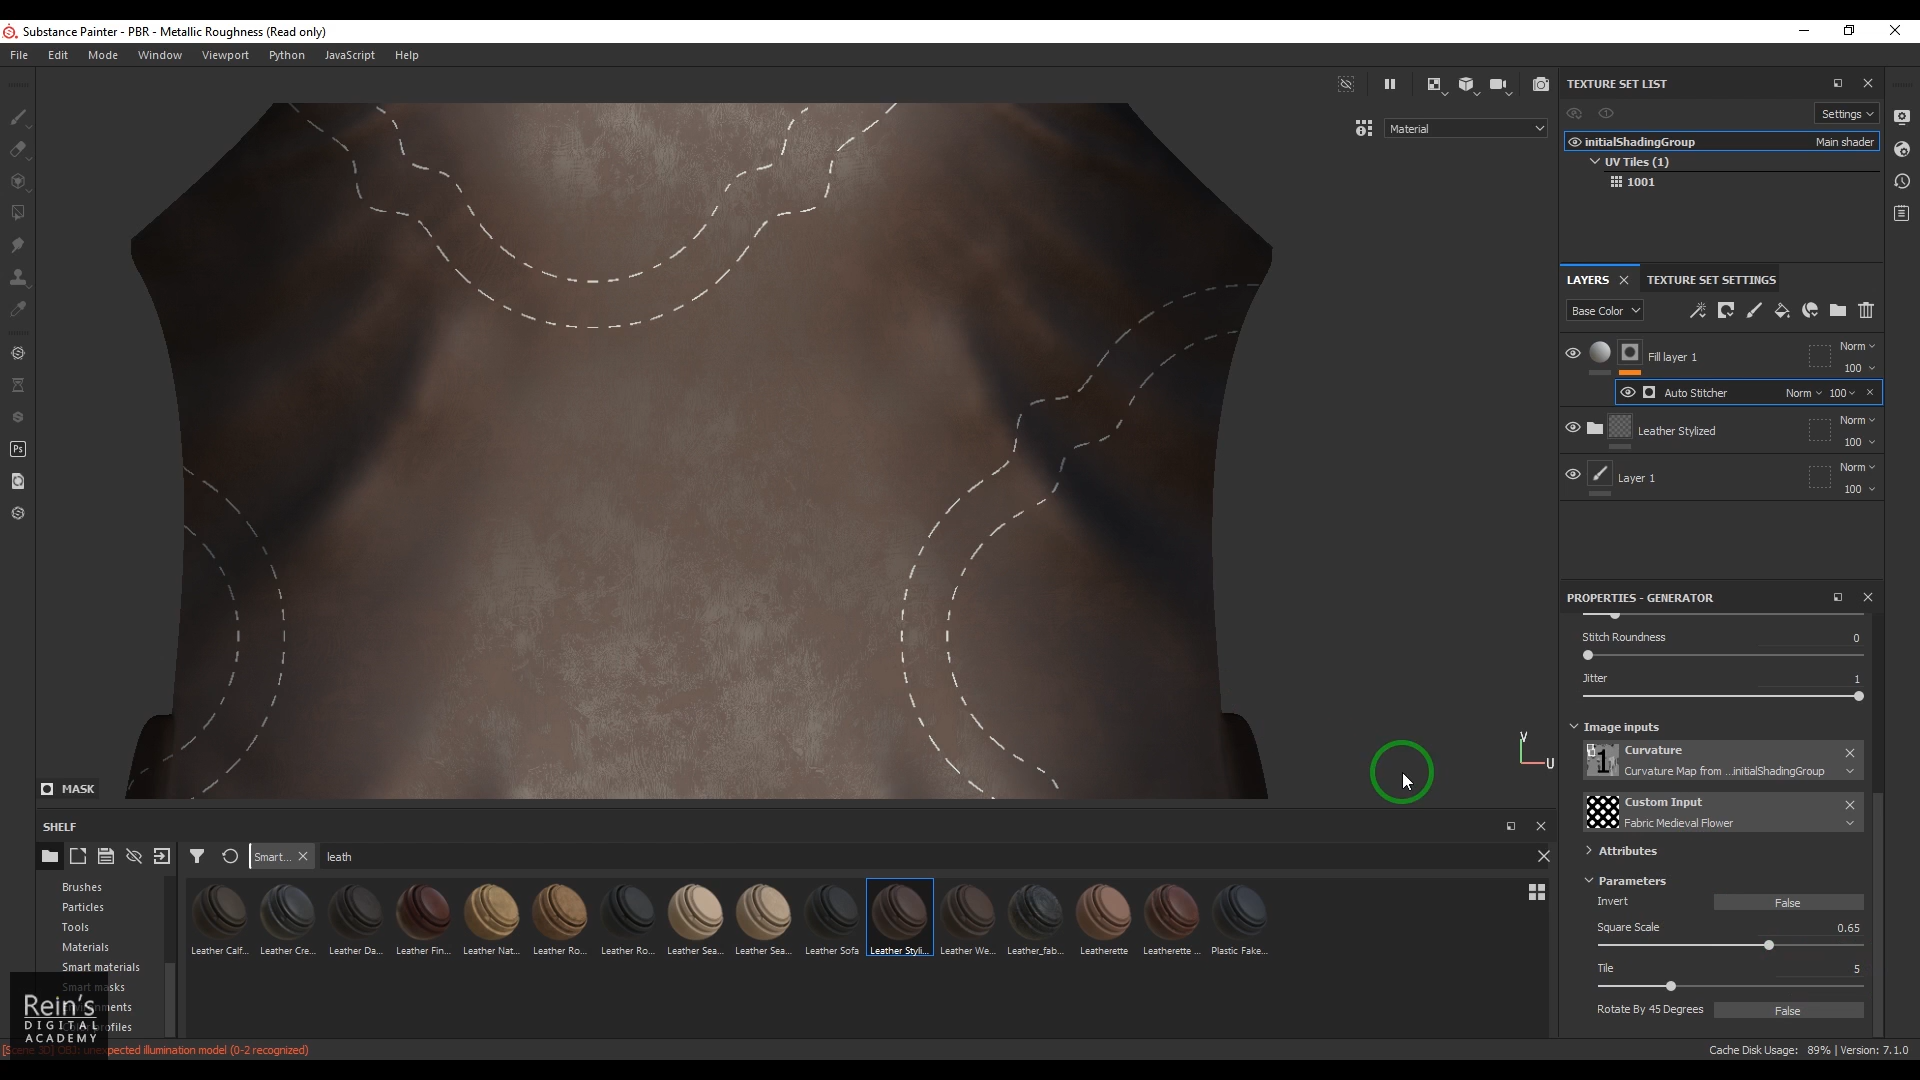 Substance Painter - PBR - Metallic Roughness (Read only)
File Edit Mode Window Viewport Python JavaScript Help
Material
TEXTURE SET LIST
Settings
initialShadingGroup Main shader
UV Tiles (1)
1001
LAYERS TEXTURE SET SETTINGS
Base Color
Fill layer 1 Norm 100
Auto Stitcher Norm 100
Leather Stylized Norm 100
Layer 1 Norm 100
PROPERTIES - GENERATOR
Stitch Roundness 0
Jitter 1
Image inputs
Curvature
Curvature Map from ...initialShadingGroup
Custom Input
Fabric Medieval Flower
Attributes
Parameters
Invert False
Square Scale 0.65
Tile 5
Rotate By 45 Degrees False
V
U
Ps
MASK
SHELF
Smart... leath
Brushes
Particles
Tools
Materials
Smart materials
Smart masks
Leather Calf... Leather Cre... Leather Da... Leather Fin... Leather Nat... Leather Ro... Leather Ro... Leather Sea... Leather Sea... Leather Sofa Leather Styli... Leather We... Leather_fab... Leatherette Leatherette ... Plastic Fake...
Rein's
DIGITAL
ACADEMY
[Scene 3D] OBJ: unexpected illumination model (0-2 recognized)
Cache Disk Usage: 89% | Version: 7.1.0